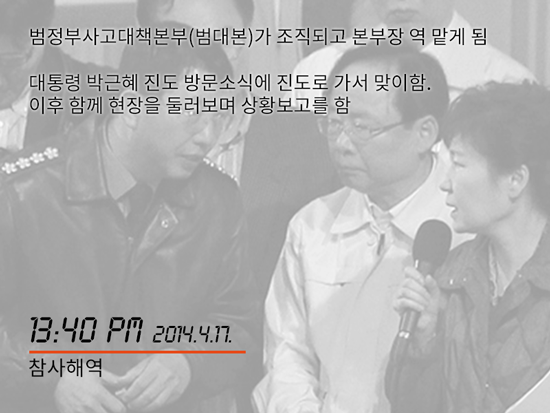 범정부사고대책본부(범대본)가 조직되고 본부장 역 맡게 됨
대통령 박근혜 진도 방문소식에 진도로 가서 맞이함.
이후 함께 현장을 둘러보며 상황보고를 함
13:40 PM 2014.4.17.
참사해역